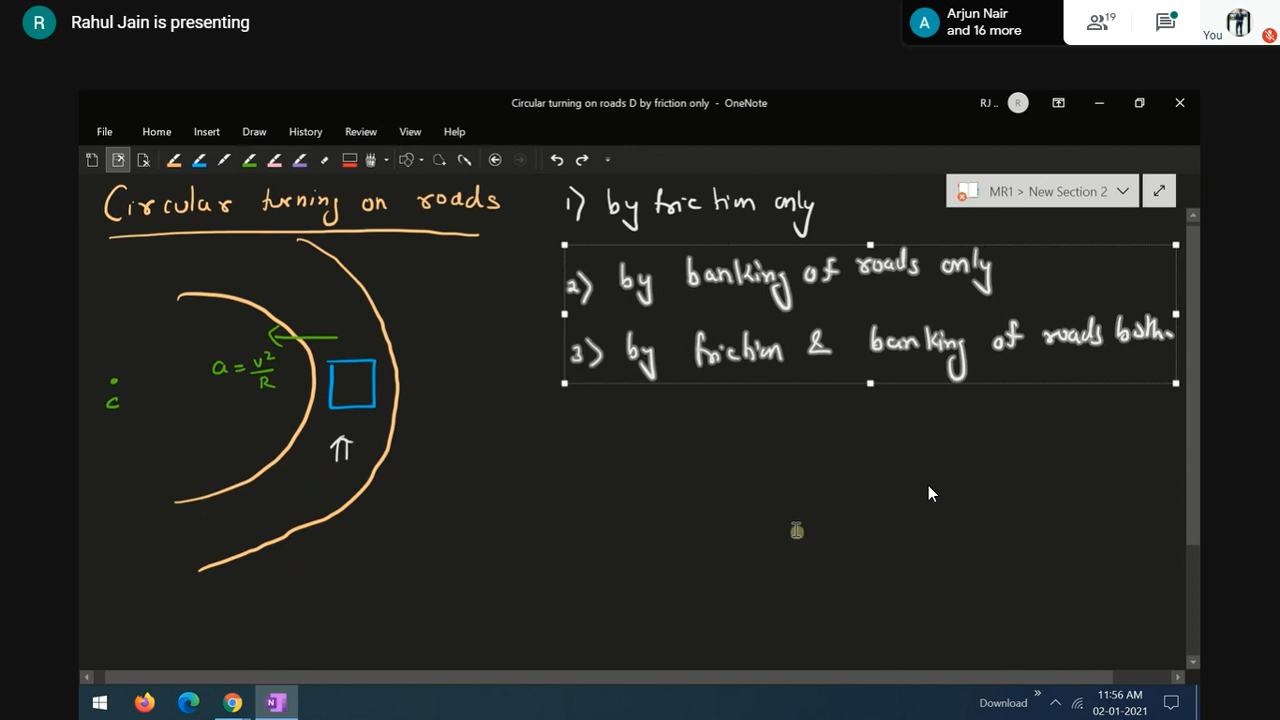 R Rahul Jain is presenting
A Arjun Nair
and 16 more
19
You
Circular turning on roads D by friction only - OneNote
RJ ..
R
File Home Insert Draw History Review View Help
MR1 > New Section 2
Circular turning on roads
1) by friction only
2) by banking of roads only
3) by friction & banking of roads both.
a = v²/R
C
Download
11:56 AM
02-01-2021